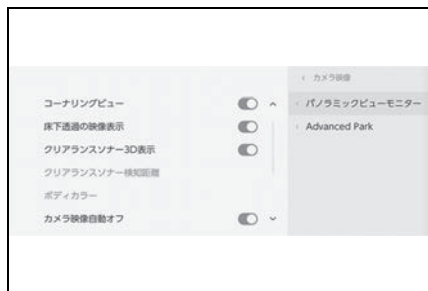 カメラ映像
コーナリングビュー
パノラミックビューモニター
床下透過の映像表示
Advanced Park
クリアランスソナー3D表示
クリアランスソナー検知距離
ボディカラー
カメラ映像自動オフ